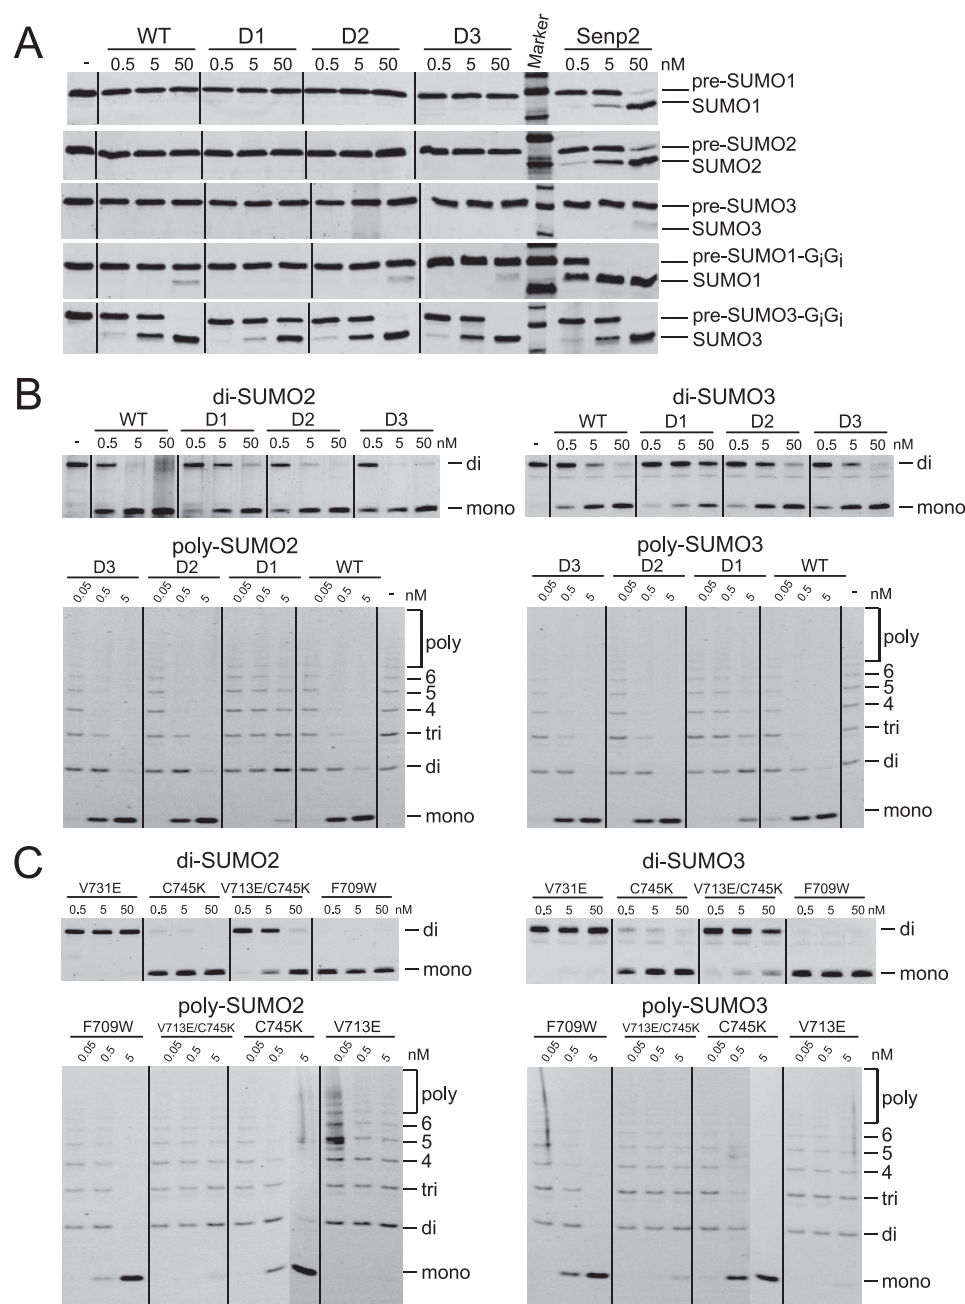 A
WT D1 D2 D3 Marker Senp2
- 0.5 5 50 0.5 5 50 0.5 5 50 0.5 5 50 0.5 5 50 nM
pre-SUMO1
SUMO1
pre-SUMO2
SUMO2
pre-SUMO3
SUMO3
pre-SUMO1-GiGi
SUMO1
pre-SUMO3-GiGi
SUMO3
B
di-SUMO2
WT D1 D2 D3
- 0.5 5 50 0.5 5 50 0.5 5 50 0.5 5 50 nM
di
mono
di-SUMO3
WT D1 D2 D3
- 0.5 5 50 0.5 5 50 0.5 5 50 0.5 5 50 nM
di
mono
poly-SUMO2
D3 D2 D1 WT
0.05 0.5 5 0.05 0.5 5 0.05 0.5 5 0.05 0.5 5 - nM
poly
6
5
4
tri
di
mono
poly-SUMO3
D3 D2 D1 WT
0.05 0.5 5 0.05 0.5 5 0.05 0.5 5 0.05 0.5 5 - nM
poly
6
5
4
tri
di
mono
C
di-SUMO2
V731E C745K V713E/C745K F709W
0.5 5 50 0.5 5 50 0.5 5 50 0.5 5 50 nM
di
mono
di-SUMO3
V731E C745K V713E/C745K F709W
0.5 5 50 0.5 5 50 0.5 5 50 0.5 5 50 nM
di
mono
poly-SUMO2
F709W V713E/C745K C745K V713E
0.05 0.5 5 0.05 0.5 5 0.05 0.5 5 0.05 0.5 5 nM
poly
6
5
4
tri
di
mono
poly-SUMO3
F709W V713E/C745K C745K V713E
0.05 0.5 5 0.05 0.5 5 0.05 0.5 5 0.05 0.5 5 nM
poly
6
5
4
tri
di
mono